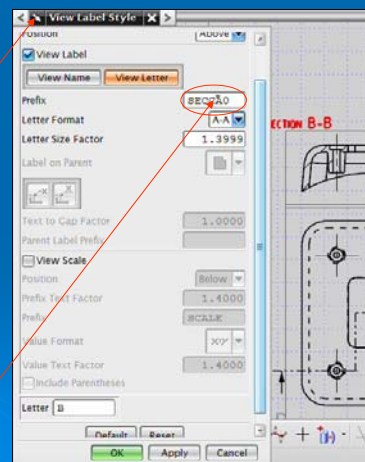 View Label Style
Position Above
View Label
View Name View Letter
Prefix
Letter Format A-A
Letter Size Factor 1.3999
Label on Parent
Text to Cap Factor 1.0000
Parent Label Prefix
View Scale
Position Below
Prefix Text Factor 1.4000
Prefix SCALE
Value Format X:Y
Value Text Factor 1.4000
Include Parentheses
Letter B
Default Reset
OK Apply Cancel
ECTION B-B